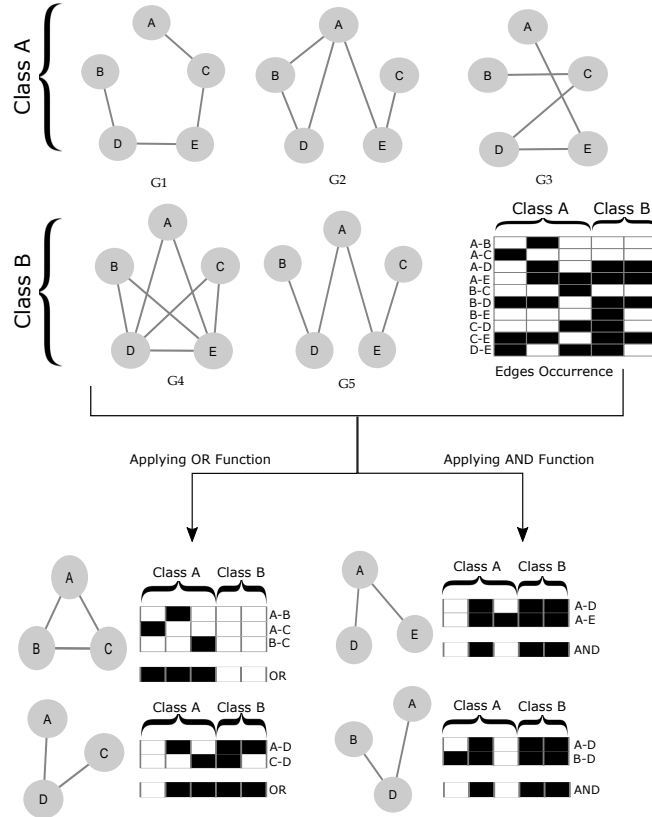 Class A
A
B
C
D
E
G1
A
B
C
D
E
G2
A
B
C
D
E
G3
Class B
A
B
C
D
E
G4
A
B
C
D
E
G5
Class A Class B
A-B
A-C
A-D
A-E
B-C
B-D
B-E
C-D
C-E
D-E
Edges Occurrence
Applying OR Function
Applying AND Function
A
B
C
Class A Class B
A-B
A-C
B-C
OR
A
D
E
Class A Class B
A-D
A-E
AND
A
C
D
Class A Class B
A-D
C-D
OR
A
B
D
Class A Class B
A-D
B-D
AND